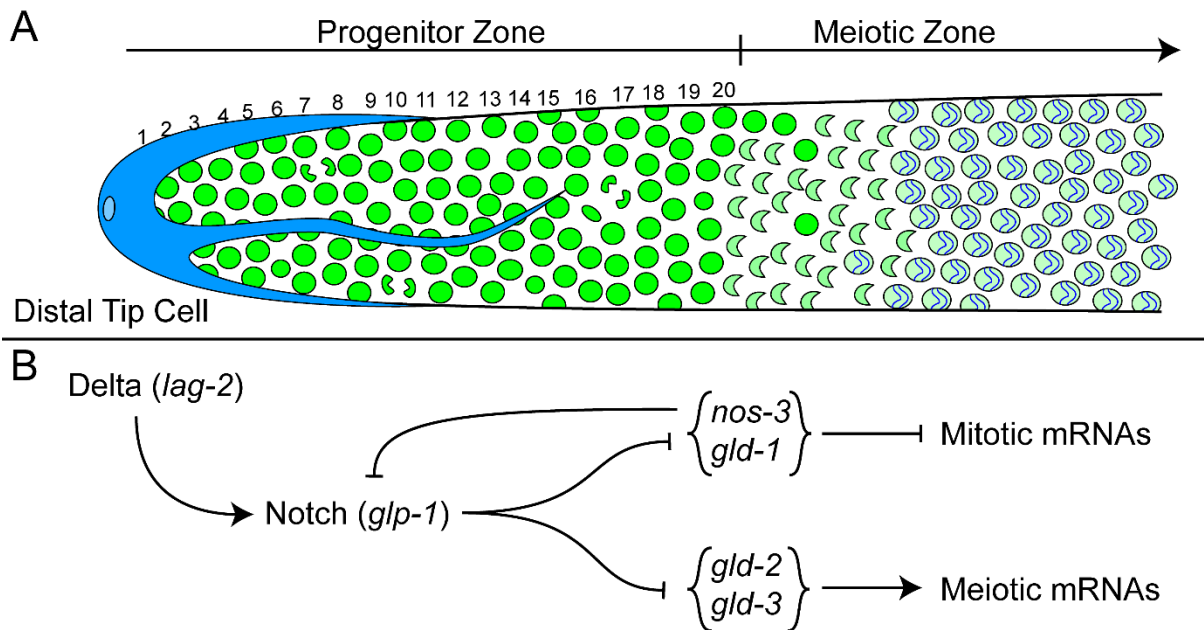 A
Progenitor Zone
Meiotic Zone
1 2 3 4 5 6 7 8 9 10 11 12 13 14 15 16 17 18 19 20
Distal Tip Cell
B
Delta (lag-2)
Notch (glp-1)
nos-3
gld-1
Mitotic mRNAs
gld-2
gld-3
Meiotic mRNAs